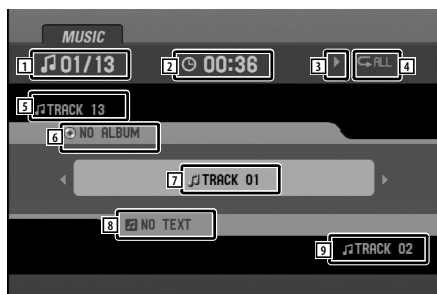 MUSIC
1 01/13 2 00:36 3 4 ALL
5 TRACK 13
6 NO ALBUM
7 TRACK 01
8 NO TEXT
9 TRACK 02